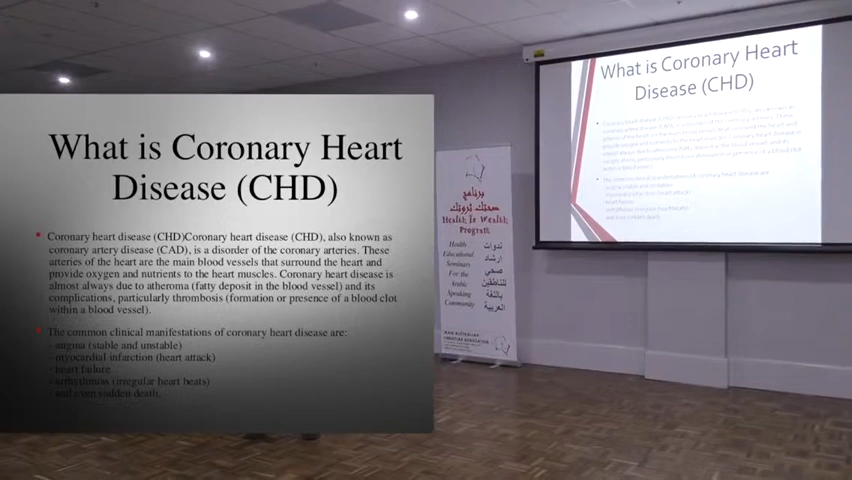 What is Coronary Heart
Disease (CHD)
Coronary heart disease (CHD)Coronary heart disease (CHD), also known as
coronary artery disease (CAD), is a disorder of the coronary arteries. These
arteries of the heart are the main blood vessels that surround the heart and
provide oxygen and nutrients to the heart muscles. Coronary heart disease is
almost always due to atheroma (fatty deposit in the blood vessel) and its
complications, particularly thrombosis (formation or presence of a blood clot
within a blood vessel).
The common clinical manifestations of coronary heart disease are:
- angina (stable and unstable)
- myocardial infarction (heart attack)
- heart failure
- arrhythmias (irregular heart beats)
- and even sudden death.
برنامج
صحتك ثروتك
Health Is Wealth
Program
Health
Educational
Seminars
For the
Arabic
Speaking
Community
ندوات
ارشاد
صحي
للناطقين
باللغة
العربية
What is Coronary Heart
Disease (CHD)